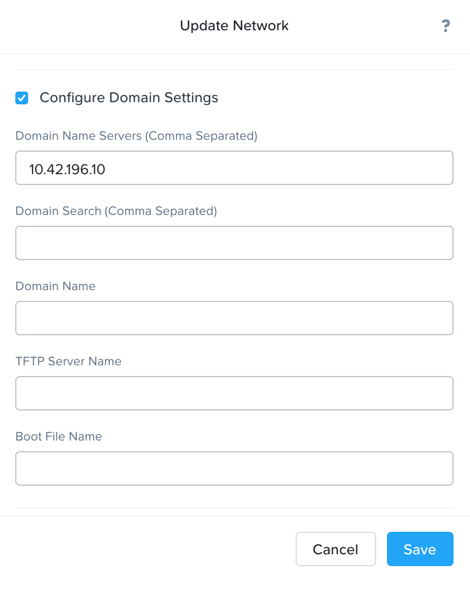 Update Network
?
Configure Domain Settings
Domain Name Servers (Comma Separated)
10.42.196.10
Domain Search (Comma Separated)
Domain Name
TFTP Server Name
Boot File Name
Cancel
Save